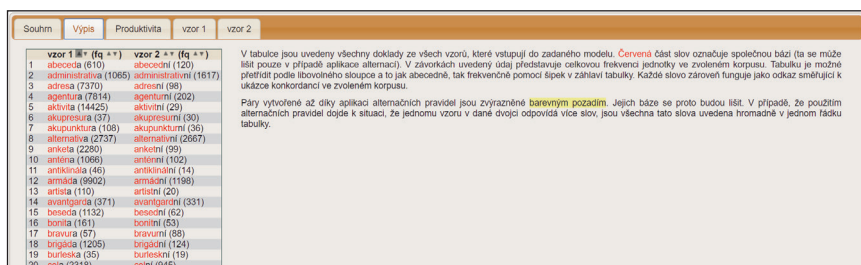 Souhrn Výpis Produktivita vzor 1 vzor 2
vzor 1 ▲▼ (fq ▲▼) vzor 2 ▲▼ (fq ▲▼)
1 abeceda (610) abecední (120)
2 administrativa (1065) administrativní (1617)
3 adresa (7370) adresní (98)
4 agentura (7814) agenturní (202)
5 aktivita (14425) aktivitní (29)
6 akupresura (37) akupresurní (30)
7 akupunktura (108) akupunkturní (36)
8 alternativa (2737) alternativní (2667)
9 anketa (2280) anketní (99)
10 anténa (1066) anténní (102)
11 antiklinála (46) antiklinální (14)
12 armáda (9902) armádní (1198)
13 artista (110) artistní (20)
14 avantgarda (371) avantgardní (331)
15 beseda (1132) besední (62)
16 bonita (161) bonitní (53)
17 bravura (57) bravurní (88)
18 brigáda (1205) brigádní (124)
19 burleska (35) burleskní (19)
V tabulce jsou uvedeny všechny doklady ze všech vzorů, které vstupují do zadaného modelu. Červená část slov označuje společnou bázi (ta se může
lišit pouze v případě aplikace alternací). V závorkách uvedený údaj představuje celkovou frekvenci jednotky ve zvoleném korpusu. Tabulku je možné
přetřídit podle libovolného sloupce a to jak abecedně, tak frekvenčně pomocí šipek v záhlaví tabulky. Každé slovo zároveň funguje jako odkaz směřující k
ukázce konkordancí ve zvoleném korpusu.
Páry vytvořené až díky aplikaci alternačních pravidel jsou zvýrazněné barevným pozadím. Jejich báze se proto budou lišit. V případě, že použitím
alternačních pravidel dojde k situaci, že jednomu vzoru v dané dvojci odpovídá více slov, jsou všechna tato slova uvedena hromadně v jednom řádku
tabulky.